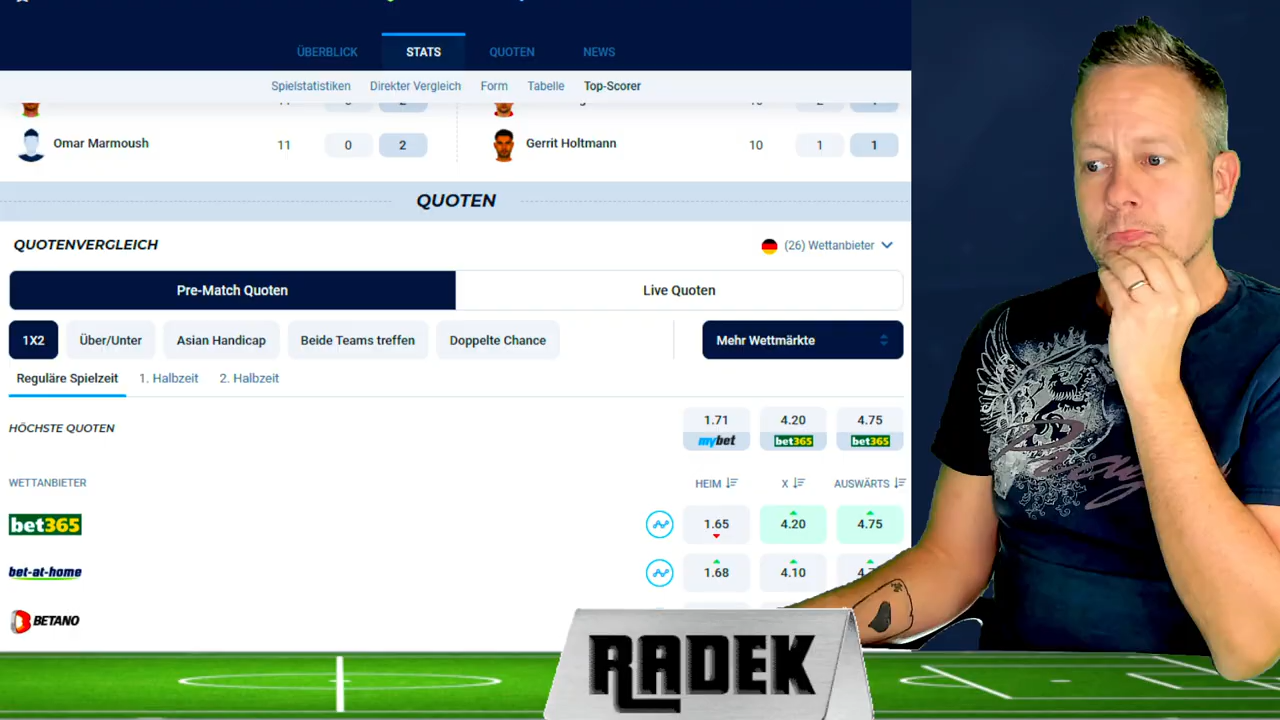 ÜBERBLICK STATS QUOTEN NEWS
Spielstatistiken Direkter Vergleich Form Tabelle Top-Scorer
Omar Marmoush 11 0 2 Gerrit Holtmann 10 1 1
QUOTEN
QUOTENVERGLEICH (26) Wettanbieter
Pre-Match Quoten Live Quoten
1X2 Über/Unter Asian Handicap Beide Teams treffen Doppelte Chance Mehr Wettmärkte
Reguläre Spielzeit 1. Halbzeit 2. Halbzeit
HÖCHSTE QUOTEN 1.71 4.20 4.75
mybet bet365 bet365
WETTANBIETER HEIM X AUSWÄRTS
bet365 1.65 4.20 4.75
bet-at-home 1.68 4.10
BETANO
RADEK